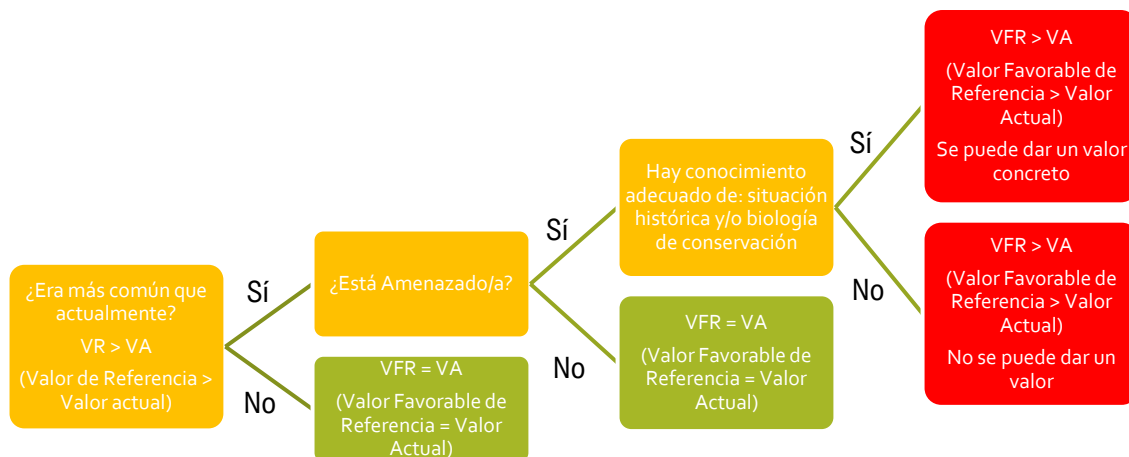 ¿Era más común que
actualmente?
VR > VA
(Valor de Referencia >
Valor actual)
Sí
No
¿Está Amenazado/a?
VFR = VA
(Valor Favorable de
Referencia = Valor
Actual)
Sí
No
Hay conocimiento
adecuado de: situación
histórica y/o biología
de conservación
VFR = VA
(Valor Favorable de
Referencia = Valor
Actual)
Sí
No
VFR > VA
(Valor Favorable de
Referencia > Valor
Actual)
Se puede dar un valor
concreto
VFR > VA
(Valor Favorable de
Referencia > Valor
Actual)
No se puede dar un
valor